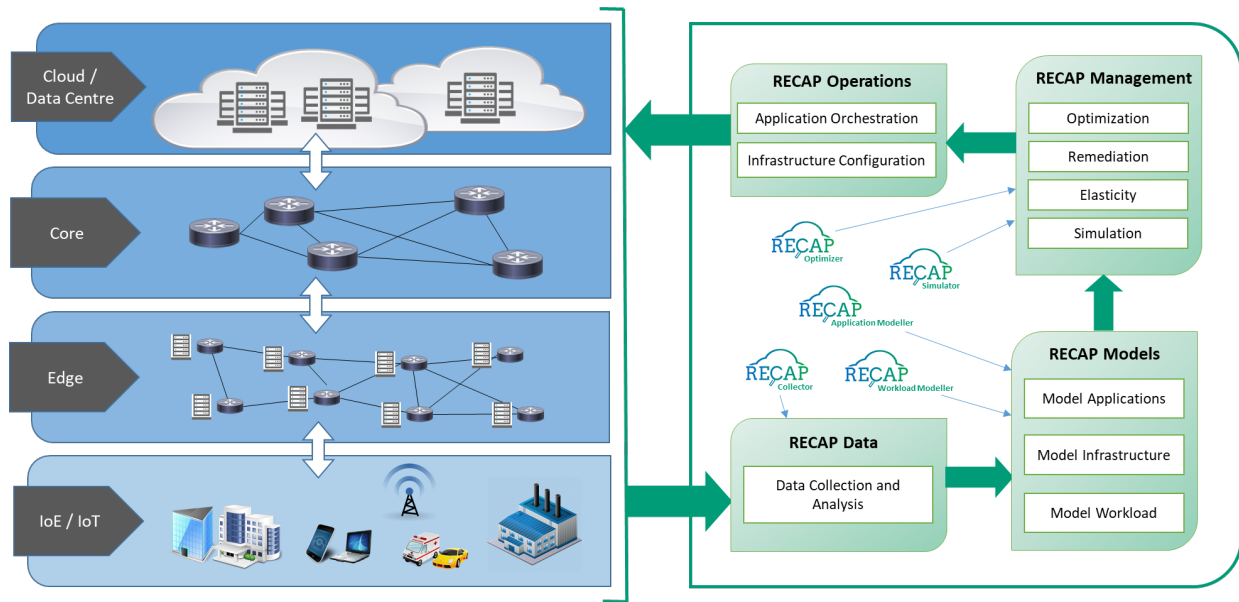 Cloud /
Data Centre
Core
Edge
IoE / IoT
RECAP Operations
Application Orchestration
Infrastructure Configuration
RECAP Management
Optimization
Remediation
Elasticity
Simulation
RECAP
Optimizer
RECAP
Simulator
RECAP
Application Modeller
RECAP
Collector
RECAP
Workload Modeller
RECAP Models
Model Applications
Model Infrastructure
Model Workload
RECAP Data
Data Collection and
Analysis